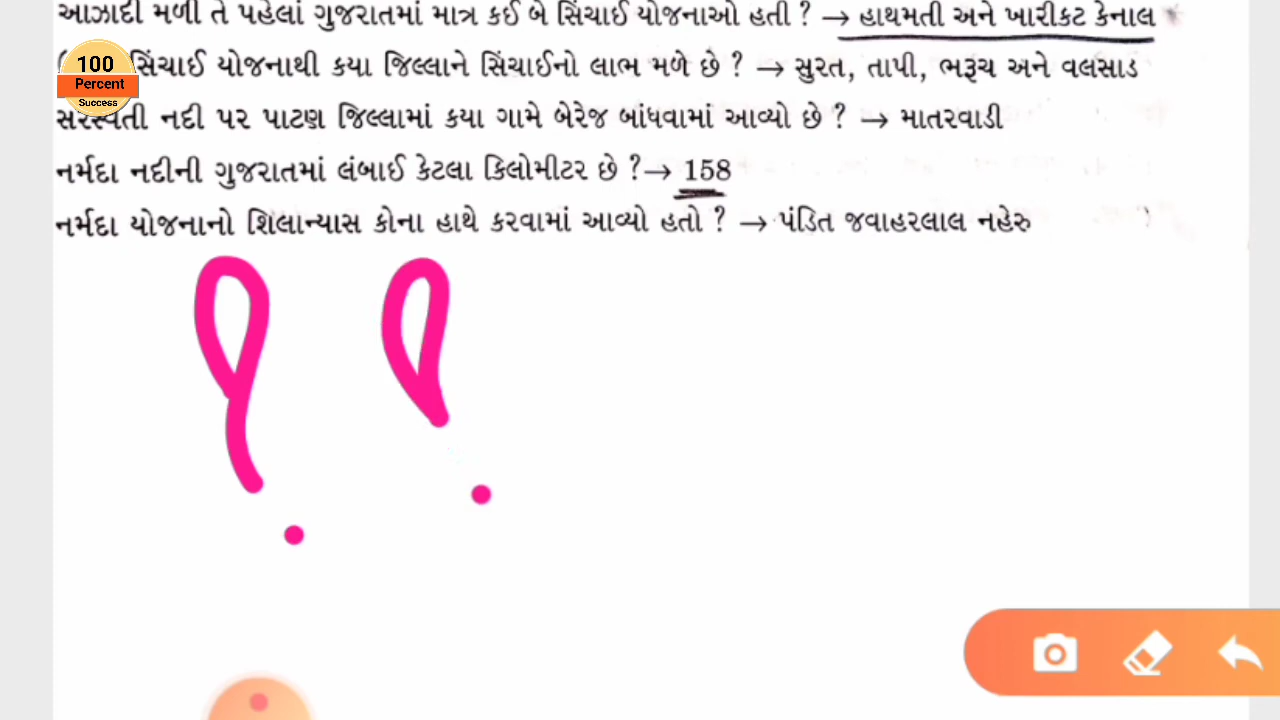 આઝાદી મળી તે પહેલાં ગુજરાતમાં માત્ર કઈ બે સિંચાઈ યોજનાઓ હતી ? → હાથમતી અને ખારીકટ કેનાલ
સિંચાઈ યોજનાથી કયા જિલ્લાને સિંચાઈનો લાભ મળે છે ? → સુરત, તાપી, ભરૂચ અને વલસાડ
100
Percent
Success
સરસ્વતી નદી પર પાટણ જિલ્લામાં કયા ગામે બેરેજ બાંધવામાં આવ્યો છે ? → માતરવાડી
નર્મદા નદીની ગુજરાતમાં લંબાઈ કેટલા કિલોમીટર છે ?→ 158
નર્મદા યોજનાનો શિલાન્યાસ કોના હાથે કરવામાં આવ્યો હતો ? → પંડિત જવાહરલાલ નહેરુ